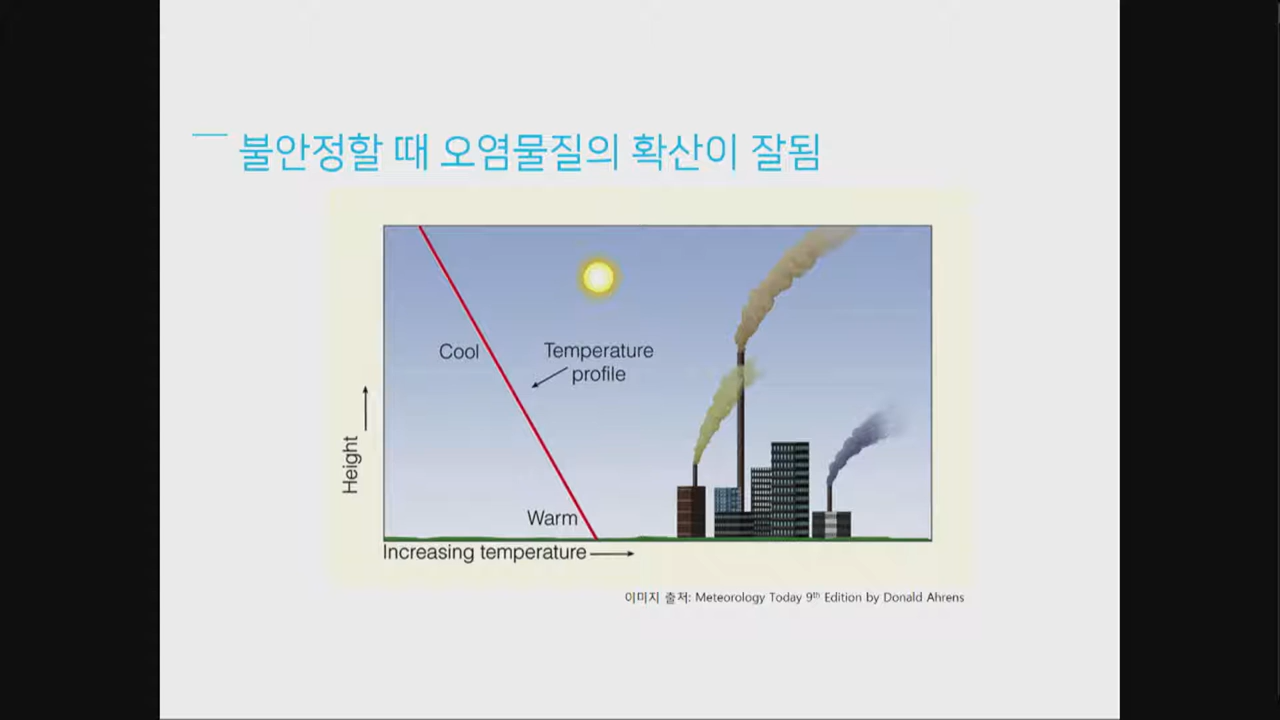 불안정할 때 오염물질의 확산이 잘됨
Cool
Temperature
profile
Height
Warm
Increasing temperature
이미지 출저: Meteorology Today 9th Edition by Donald Ahrens